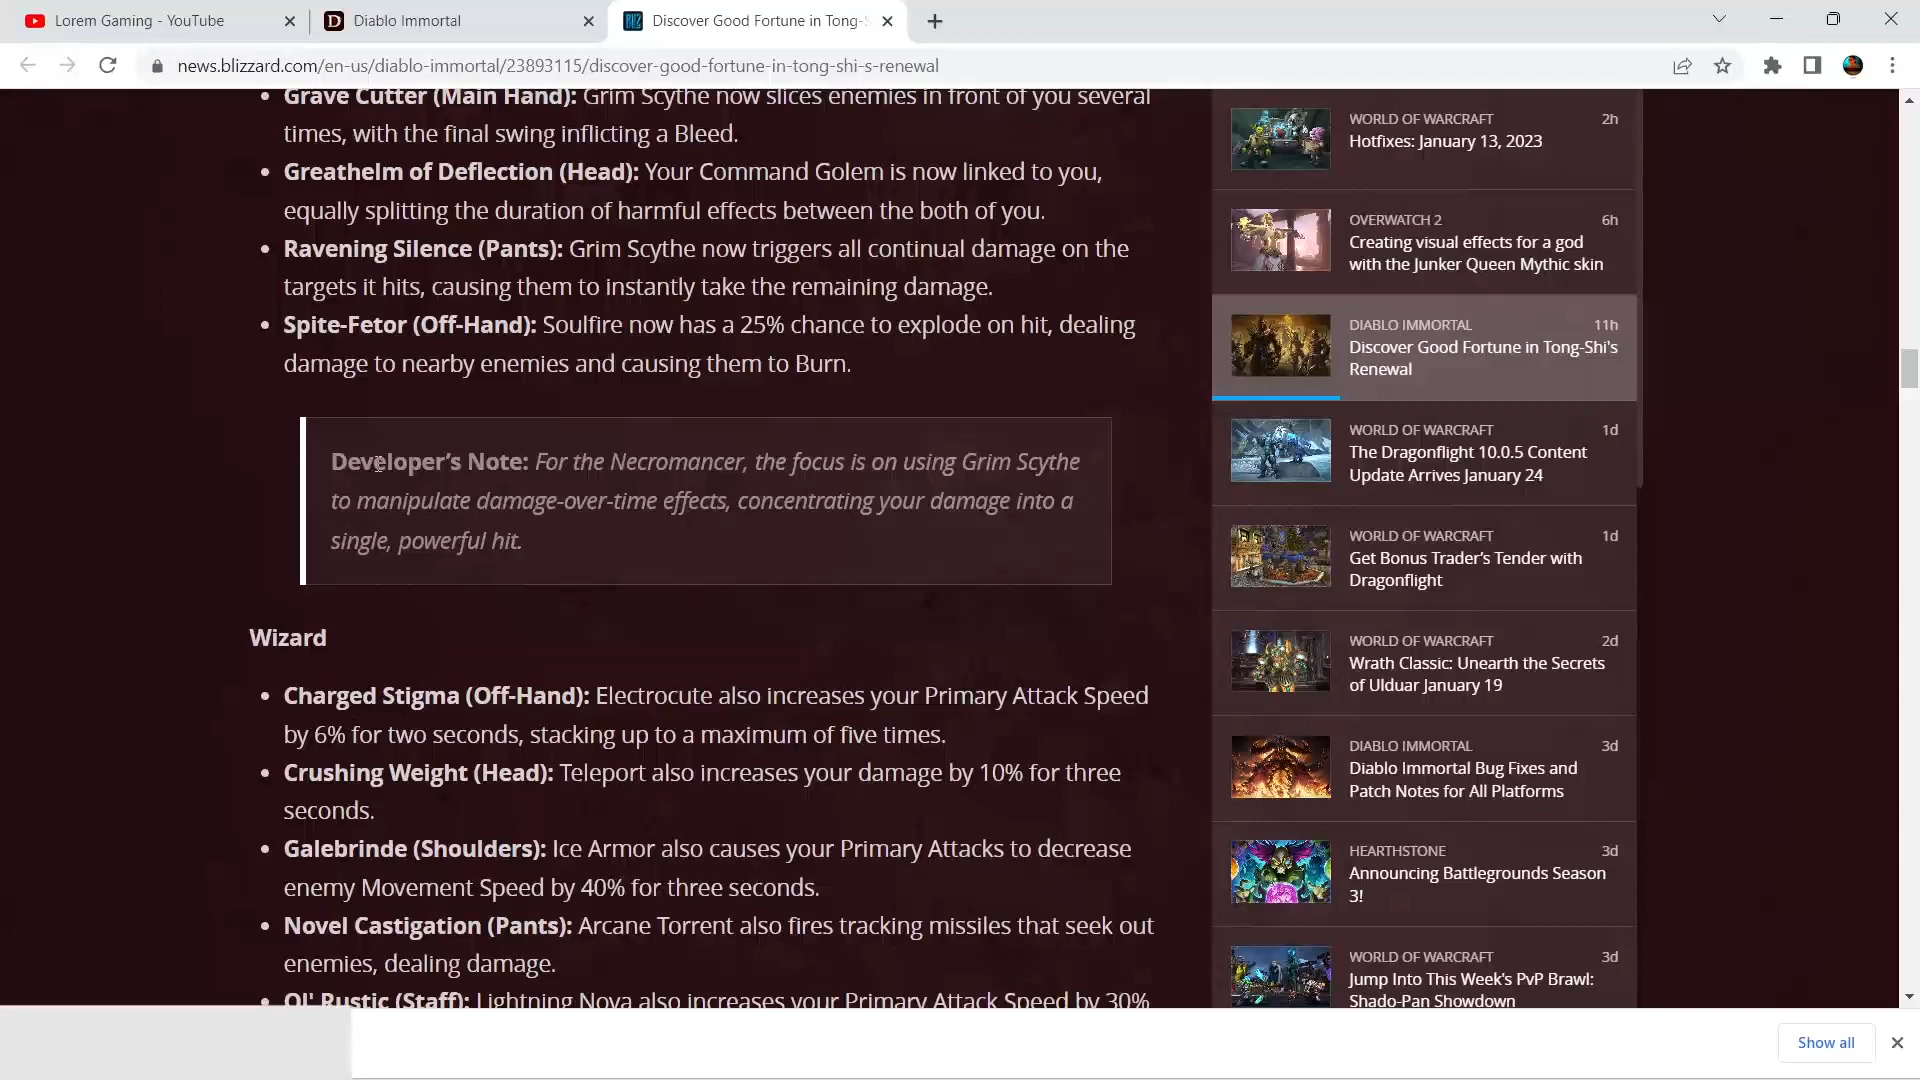 Lorem Gaming - YouTube
Diablo Immortal
Discover Good Fortune in Tong-S
news.blizzard.com/en-us/diablo-immortal/23893115/discover-good-fortune-in-tong-shi-s-renewal
Grave Cutter (Main Hand): Grim Scythe now slices enemies in front of you several
times, with the final swing inflicting a Bleed.
Greathelm of Deflection (Head): Your Command Golem is now linked to you,
equally splitting the duration of harmful effects between the both of you.
Ravening Silence (Pants): Grim Scythe now triggers all continual damage on the
targets it hits, causing them to instantly take the remaining damage.
Spite-Fetor (Off-Hand): Soulfire now has a 25% chance to explode on hit, dealing
damage to nearby enemies and causing them to Burn.
Developer's Note: For the Necromancer, the focus is on using Grim Scythe
to manipulate damage-over-time effects, concentrating your damage into a
single, powerful hit.
Wizard
Charged Stigma (Off-Hand): Electrocute also increases your Primary Attack Speed
by 6% for two seconds, stacking up to a maximum of five times.
Crushing Weight (Head): Teleport also increases your damage by 10% for three
seconds.
Galebrinde (Shoulders): Ice Armor also causes your Primary Attacks to decrease
enemy Movement Speed by 40% for three seconds.
Novel Castigation (Pants): Arcane Torrent also fires tracking missiles that seek out
enemies, dealing damage.
Ol' Rustic (Staff): Lightning Nova also increases your Primary Attack Speed by 30%
WORLD OF WARCRAFT 2h
Hotfixes: January 13, 2023
OVERWATCH 2 6h
Creating visual effects for a god
with the Junker Queen Mythic skin
DIABLO IMMORTAL 11h
Discover Good Fortune in Tong-Shi's
Renewal
WORLD OF WARCRAFT 1d
The Dragonflight 10.0.5 Content
Update Arrives January 24
WORLD OF WARCRAFT 1d
Get Bonus Trader's Tender with
Dragonflight
WORLD OF WARCRAFT 2d
Wrath Classic: Unearth the Secrets
of Ulduar January 19
DIABLO IMMORTAL 3d
Diablo Immortal Bug Fixes and
Patch Notes for All Platforms
HEARTHSTONE 3d
Announcing Battlegrounds Season
3!
WORLD OF WARCRAFT 3d
Jump Into This Week's PvP Brawl:
Shado-Pan Showdown
Show all